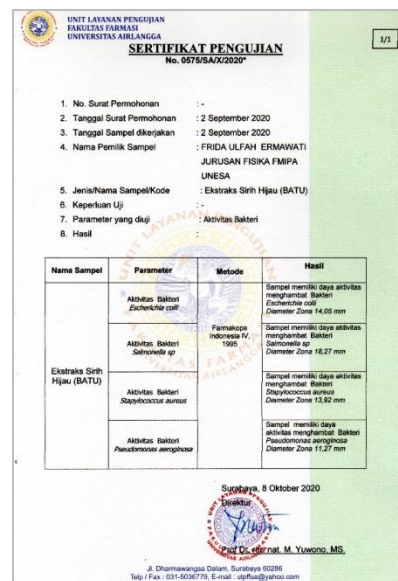 UNIT LAYANAN PENGUJIAN
FAKULTAS FARMASI
UNIVERSITAS AIRLANGGA
1/1
SERTIFIKAT PENGUJIAN
No. 0575/SA/X/2020*
1. No. Surat Permohonan : -
2. Tanggal Surat Permohonan : 2 September 2020
3. Tanggal Sampel dikerjakan : 2 September 2020
4. Nama Pemilik Sampel : FRIDA ULFAH ERMAWATI
JURUSAN FISIKA FMIPA
UNESA
5. Jenis/Nama Sampel/Kode : Ekstraks Sirih Hijau (BATU)
6. Keperluan Uji : -
7. Parameter yang diuji : Aktivitas Bakteri
8. Hasil :
Nama Sampel Parameter Metode Hasil
Ekstraks Sirih
Hijau (BATU)
Aktivitas Bakteri
Escherichie colli
Farmakope
Indonesia IV,
1995
Sampel memiliki daya aktivitas
menghambat Bakteri
Escherichie colli
Diameter Zone 14,05 mm
Aktivitas Bakteri
Salmonella sp
Sampel memiliki daya aktivitas
menghambat Bakteri
Salmonella sp
Diameter Zone 18,27 mm
Aktivitas Bakteri
Stapylococcus aureus
Sampel memiliki daya aktivitas
menghambat Bakteri
Stapylococcus aureus
Diameter Zone 13,92 mm
Aktivitas Bakteri
Pseudomonas aeroginosa
Sampel memiliki daya
aktivitas menghambat Bakteri
Pseudomonas aeroginosa
Diameter Zone 11,27 mm
Surabaya, 8 Oktober 2020
Direktur
Prof Dr. rer nat. M. Yuwono, MS.
Jl. Dharmawangsa Dalam, Surabaya 60286
Telp / Fax : 031-5036779, E-mail : ulpffua@yahoo.com